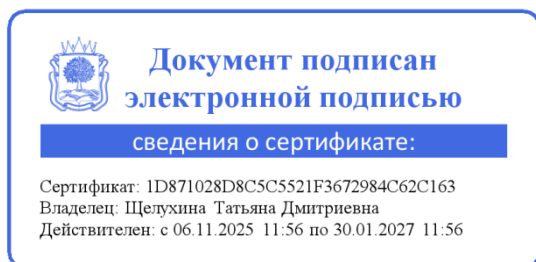 Документ подписан
электронной подписью
сведения о сертификате:
Сертификат: 1D871028D8C5C5521F3672984C62C163
Владелец: Щелухина Татьяна Дмитриевна
Действителен: с 06.11.2025 11:56 по 30.01.2027 11:56